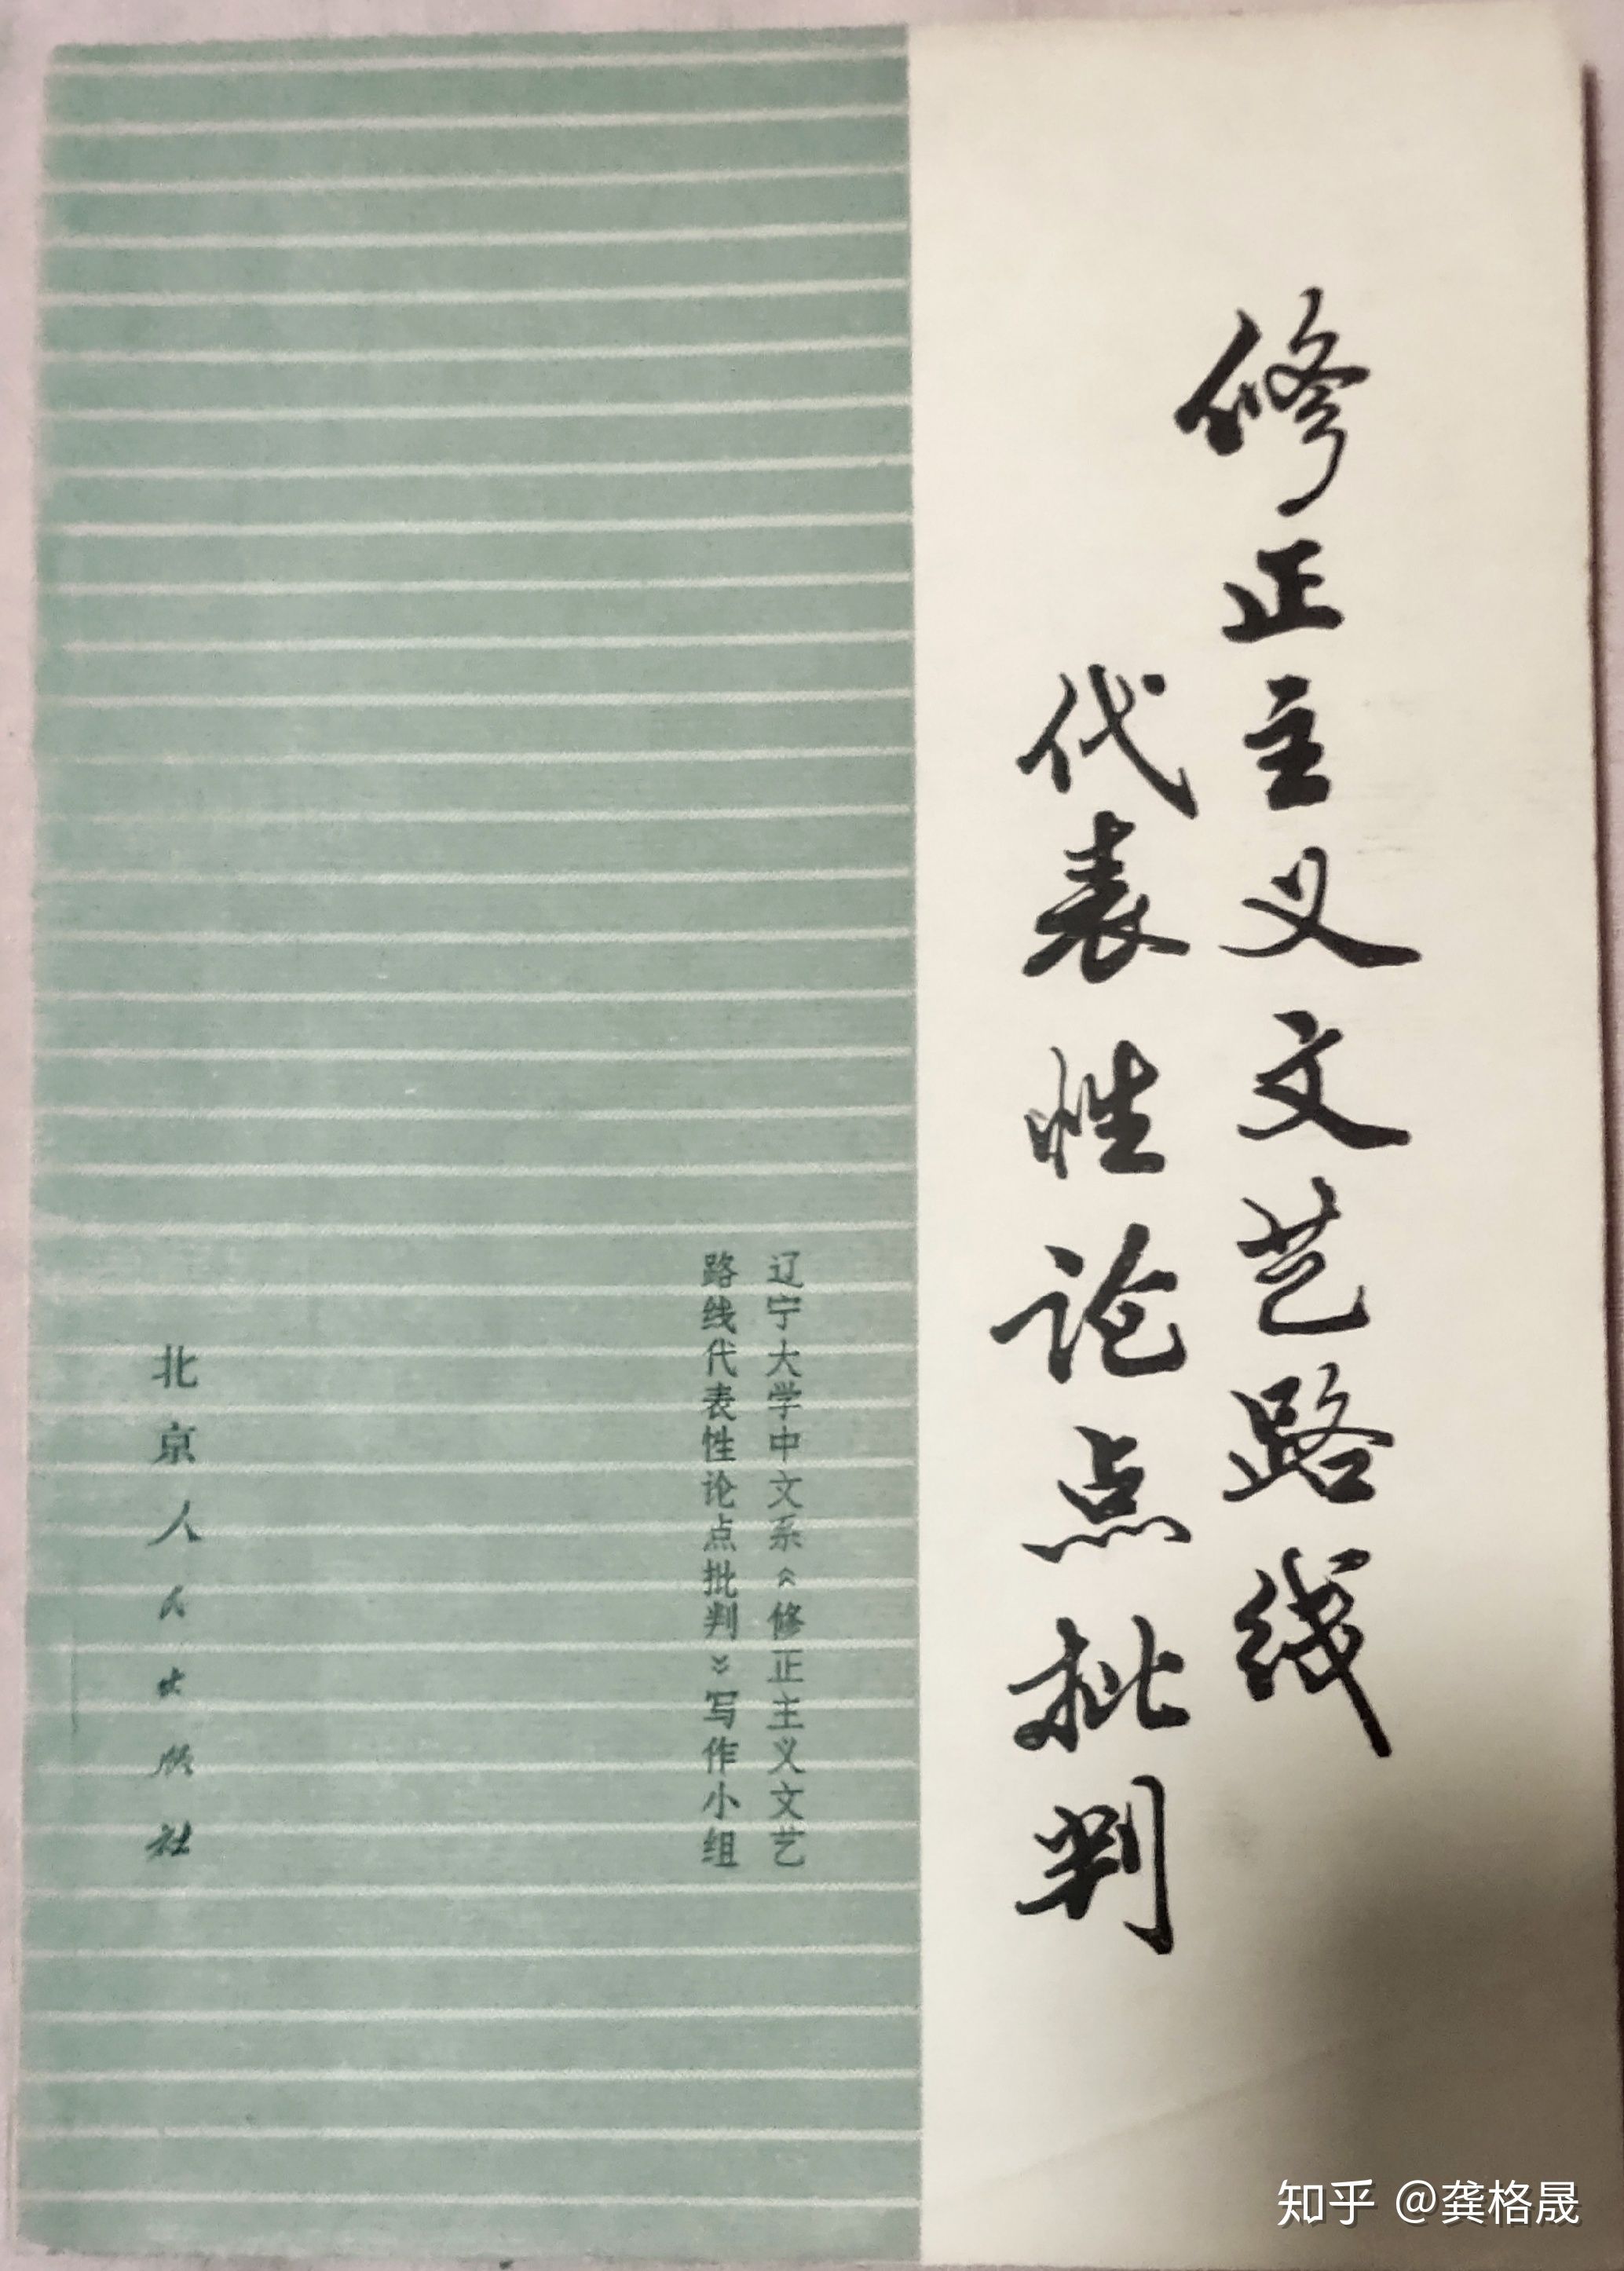 修正主义文艺路线
代表性论点批判
辽宁大学中文系《修正主义文艺
路线代表性论点批判》写作小组
北京人民出版社
知乎 @龚格晟